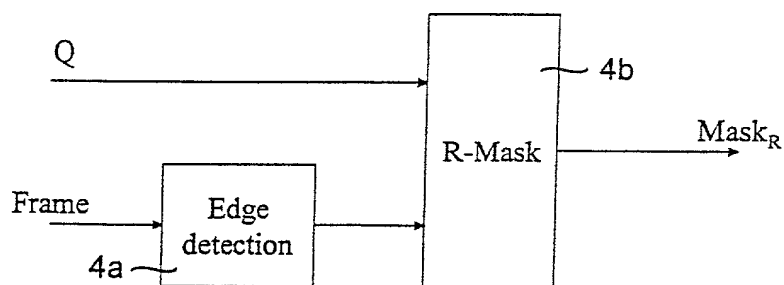 Q
4b
R-Mask
Mask_R
Frame
Edge
detection
4a